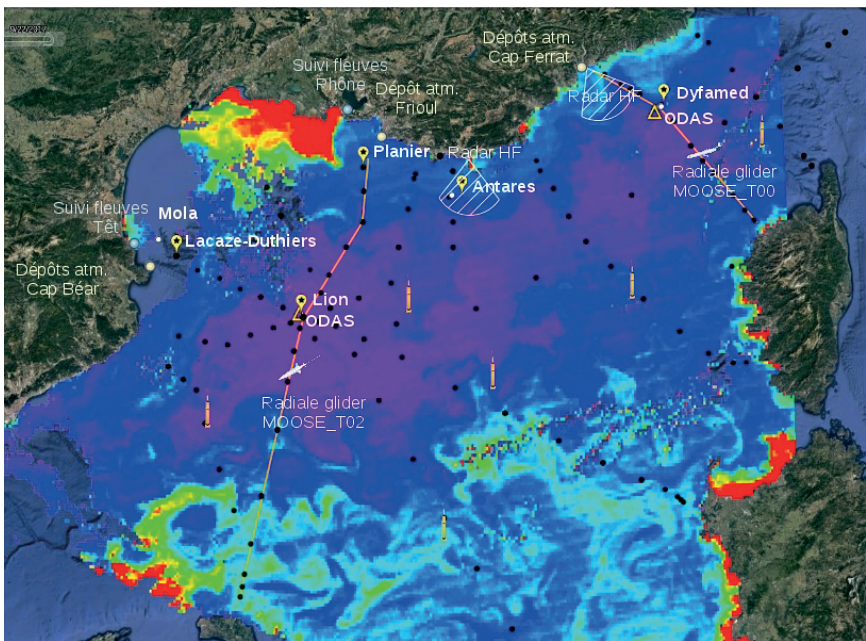 Dépôts atm.
Cap Ferrat
Suivi fleuves
Rhône
Dépôt atm.
Frioul
Radar HF
Dyfamed
ODAS
Planier
Radar HF
Antares
Radiale glider
MOOSE_T00
Mola
Suivi fleuves
Têt
Lacaze-Duthiers
Dépôts atm.
Cap Béar
Lion
ODAS
Radiale glider
MOOSE_T02